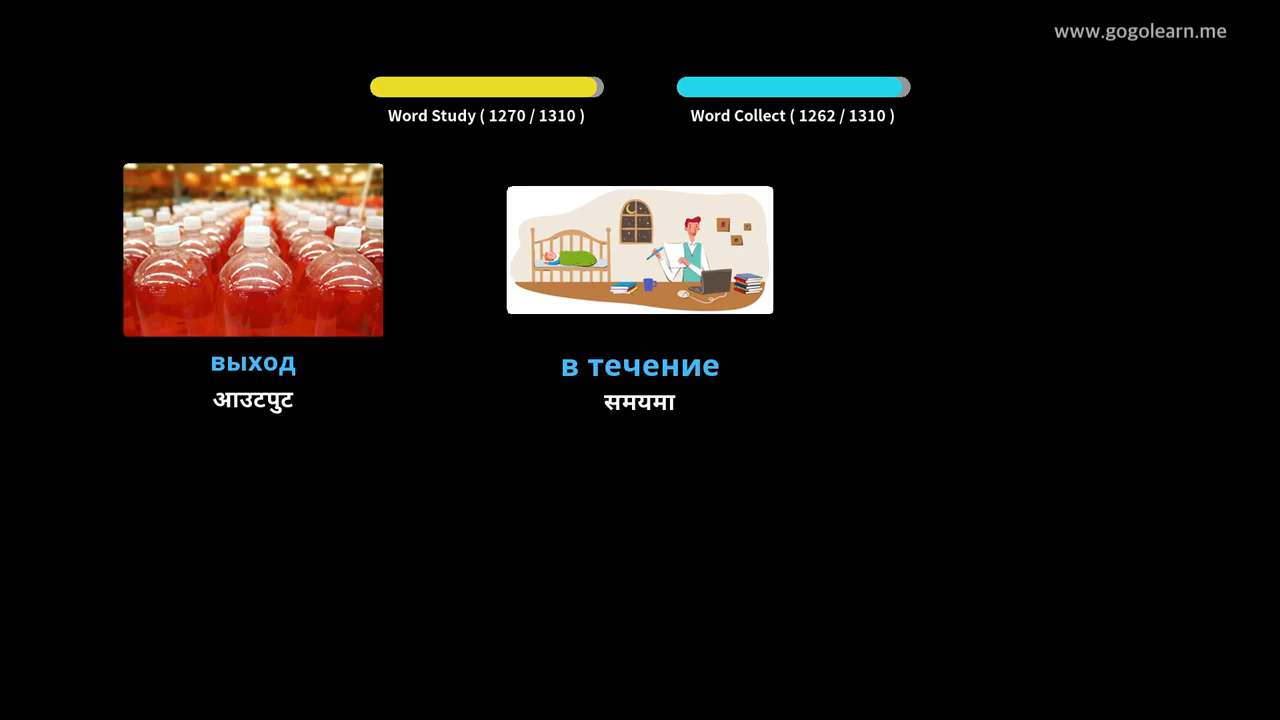 www.gogolearn.me
Word Study ( 1270 / 1310 )
Word Collect ( 1262 / 1310 )
выход
आउटपुट
в течение
समयमा